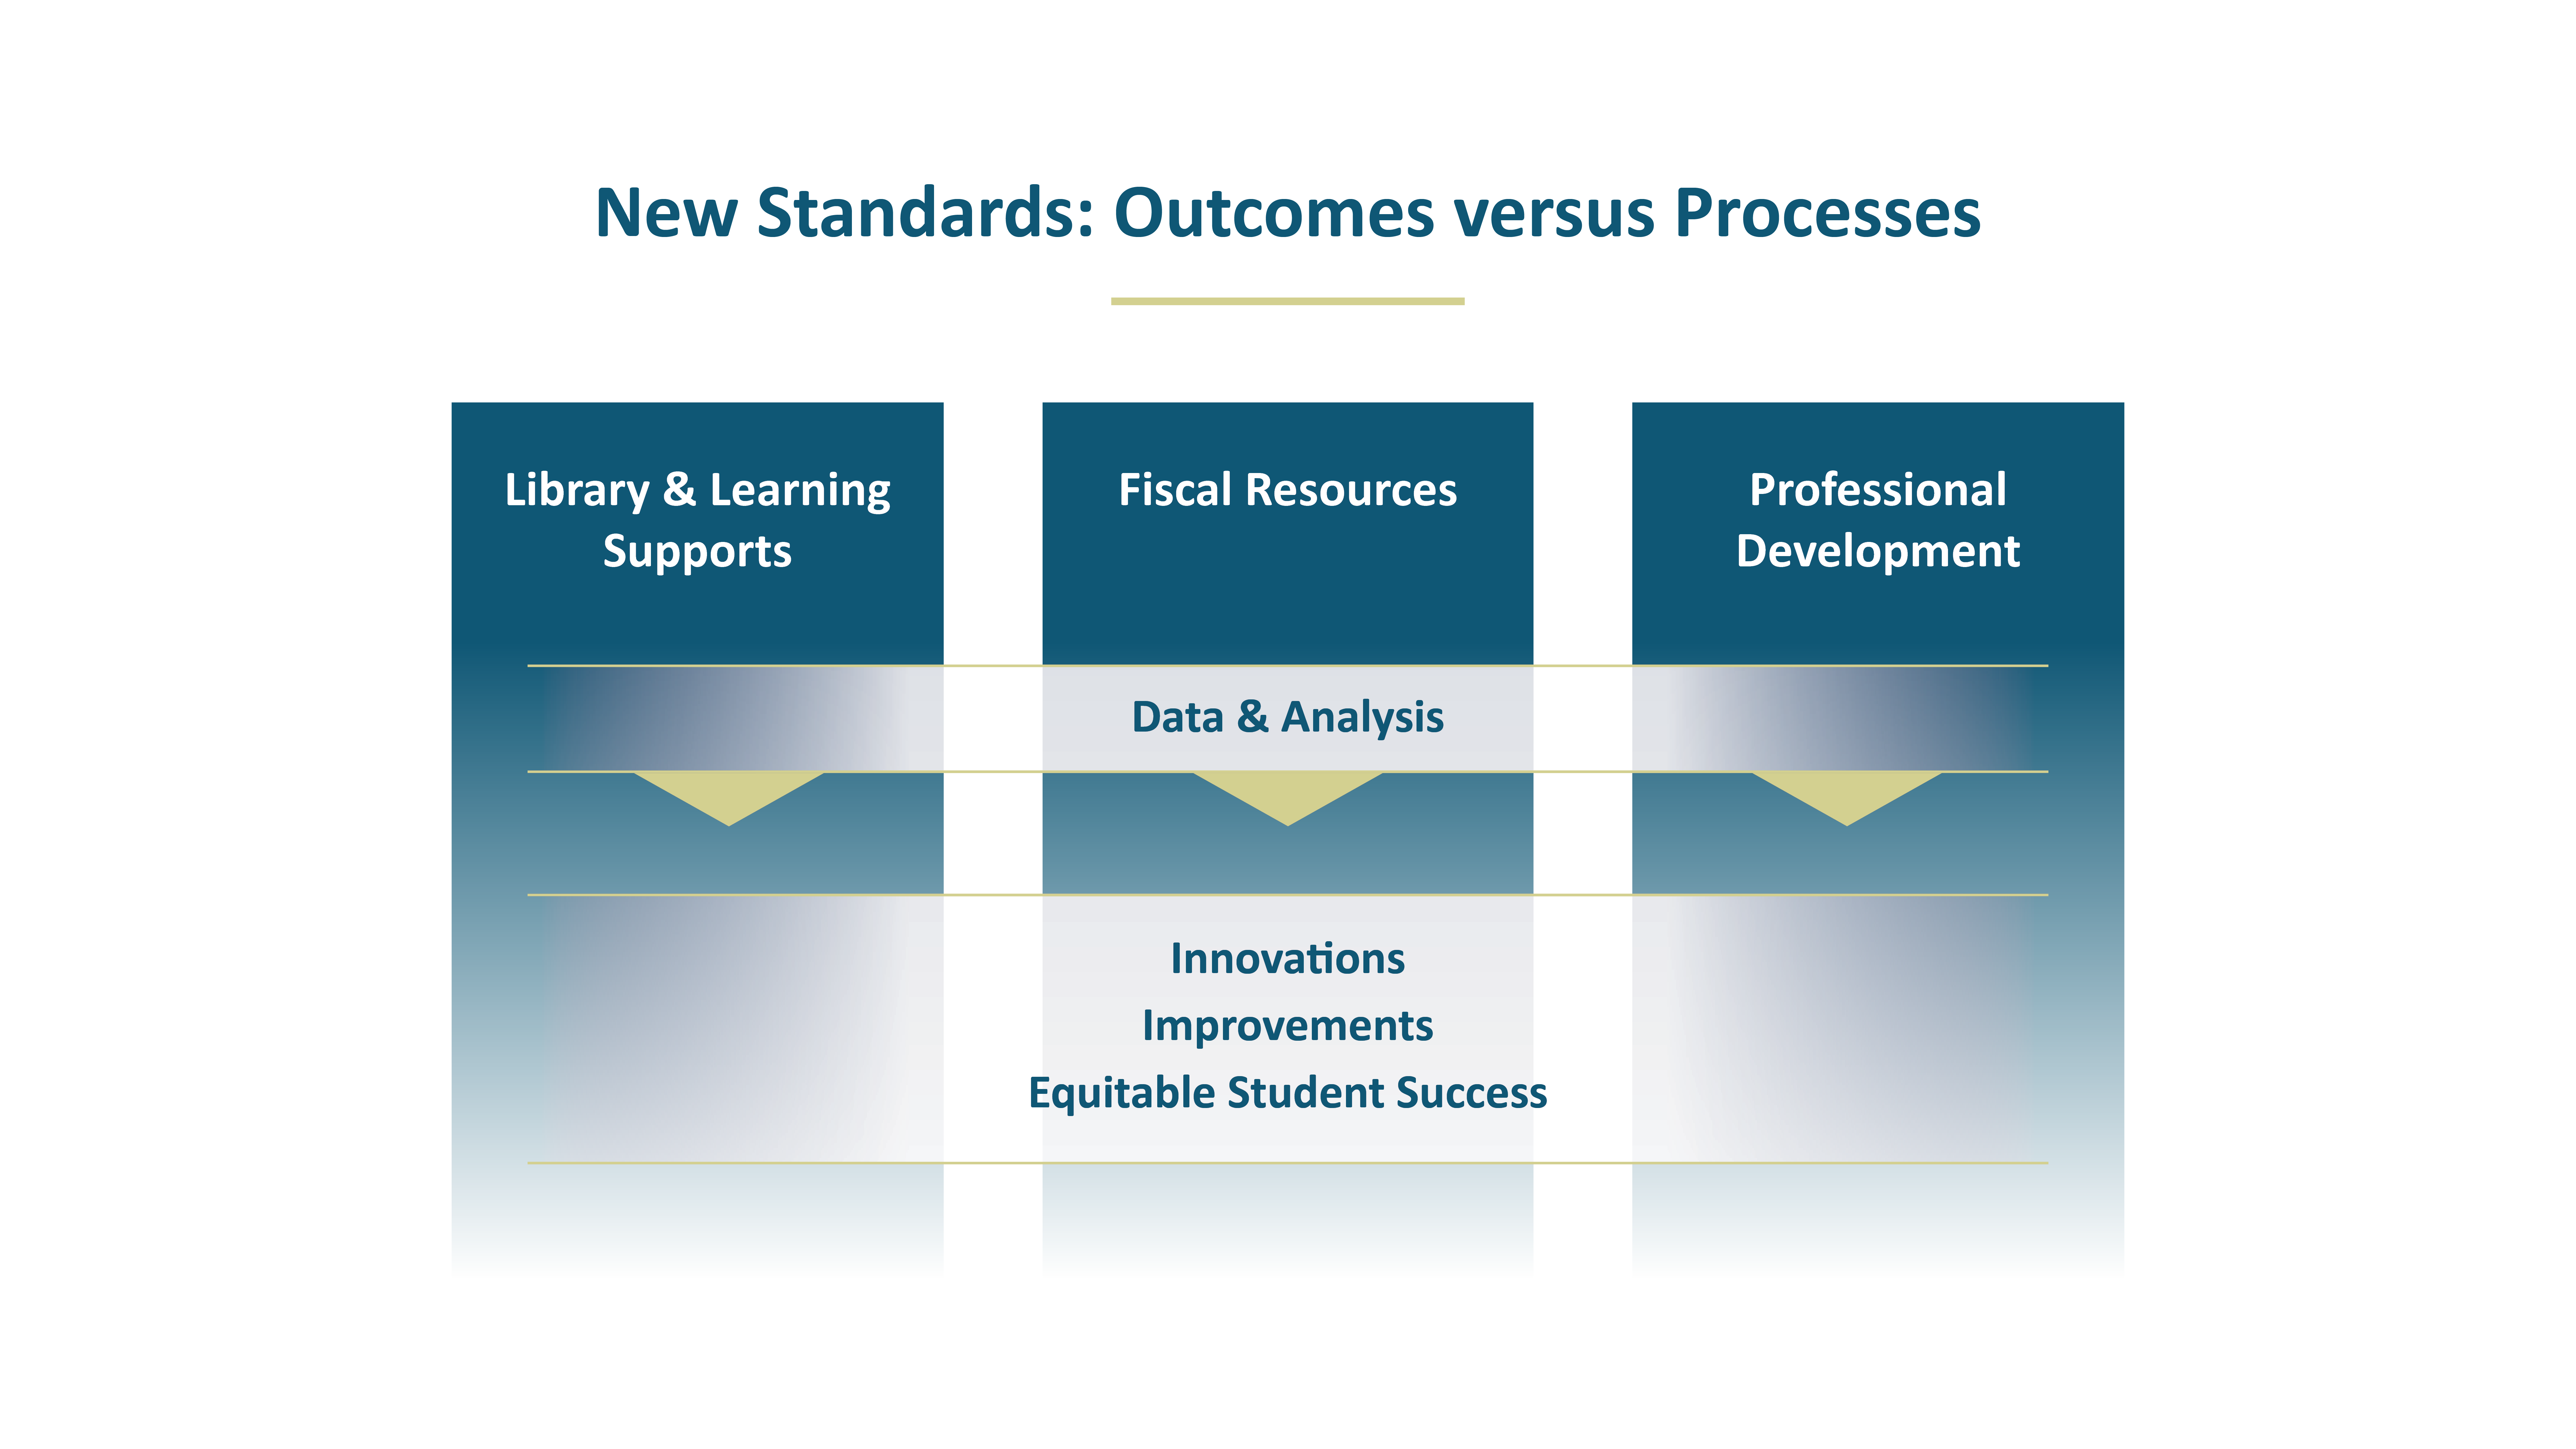 New Standards: Outcomes versus Processes
Library & Learning
Supports
Fiscal Resources
Professional
Development
Data & Analysis
Innovations
Improvements
Equitable Student Success